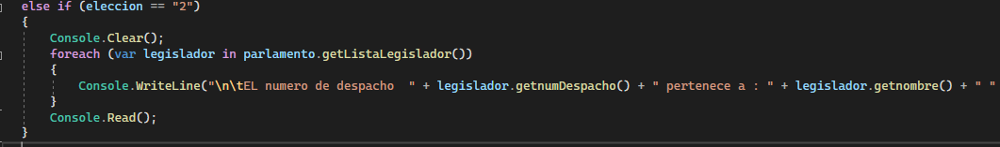 else if (eleccion == "2")
{
Console.Clear();
foreach (var legislador in parlamento.getListaLegislador())
{
Console.WriteLine("\n\tEL numero de despacho  " + legislador.getnumDespacho() + " pertenece a : " + legislador.getnombre() + " "
}
Console.Read();
}